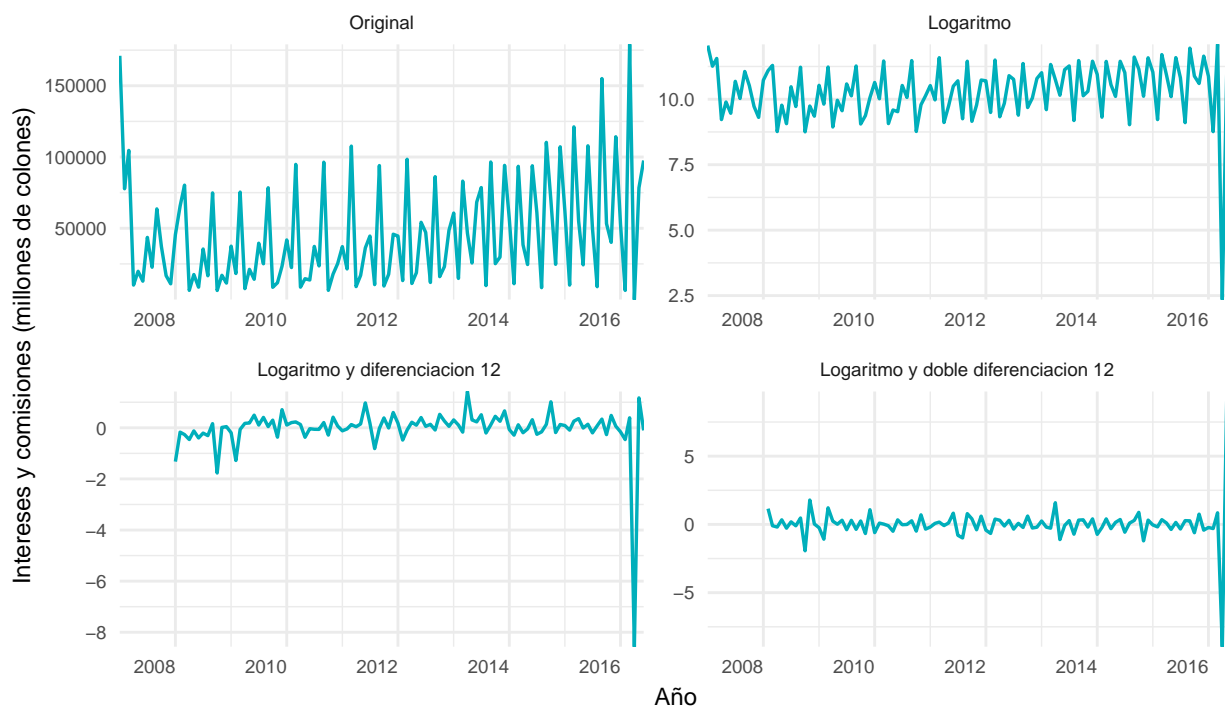 Original
Logaritmo
150000
100000
50000
10.0
7.5
5.0
2.5
2008 2010 2012 2014 2016
2008 2010 2012 2014 2016
Logaritmo y diferenciacion 12
Logaritmo y doble diferenciacion 12
0
−2
−4
−6
−8
5
0
−5
2008 2010 2012 2014 2016
2008 2010 2012 2014 2016
Intereses y comisiones (millones de colones)
Año